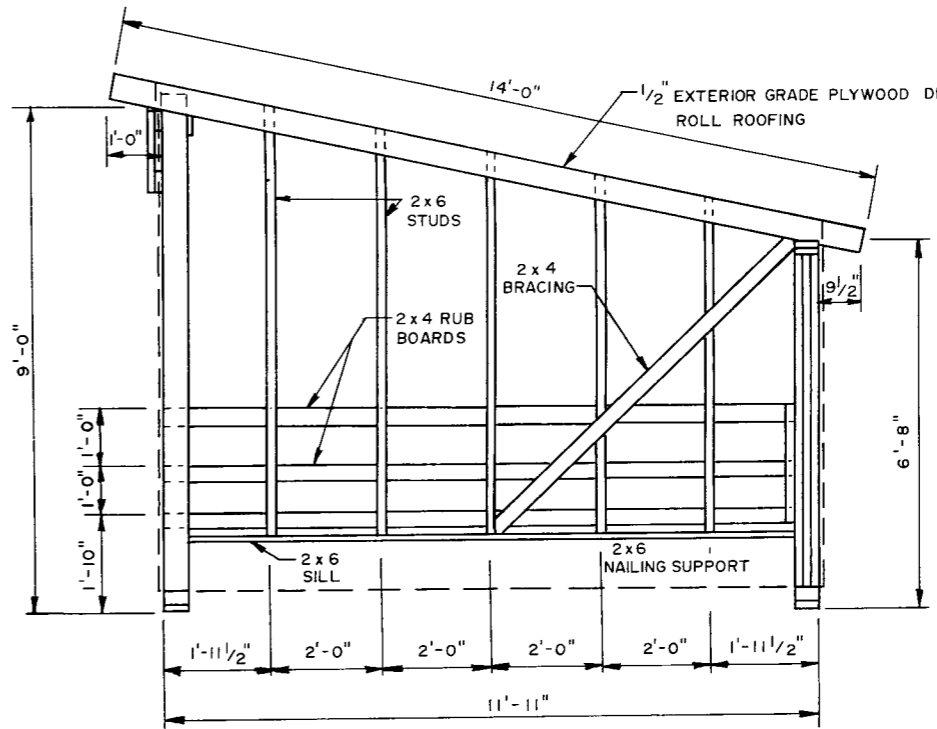 14'-0"
1/2" EXTERIOR GRADE PLYWOOD
ROLL ROOFING
1'-0"
2 x 6
STUDS
2 x 4
BRACING
9 1/2"
2 x 4 RUB
BOARDS
9'-0"
1'-0"
1'-0"
1'-10"
6'-8"
2 x 6
SILL
2 x 6
NAILING SUPPORT
1'-11 1/2"
2'-0"
2'-0"
2'-0"
2'-0"
1'-11 1/2"
11'-11"